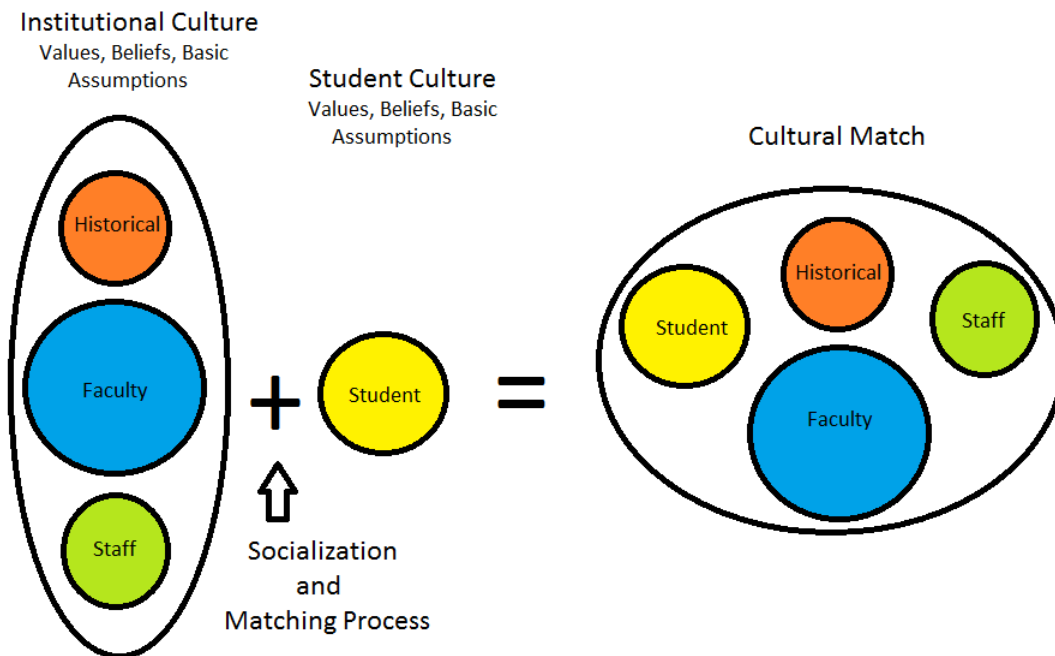 Institutional Culture
Values, Beliefs, Basic
Assumptions
Student Culture
Values, Beliefs, Basic
Assumptions
Cultural Match
Historical
Faculty
Staff
+
Student
=
Socialization
and
Matching Process
Historical
Student
Staff
Faculty